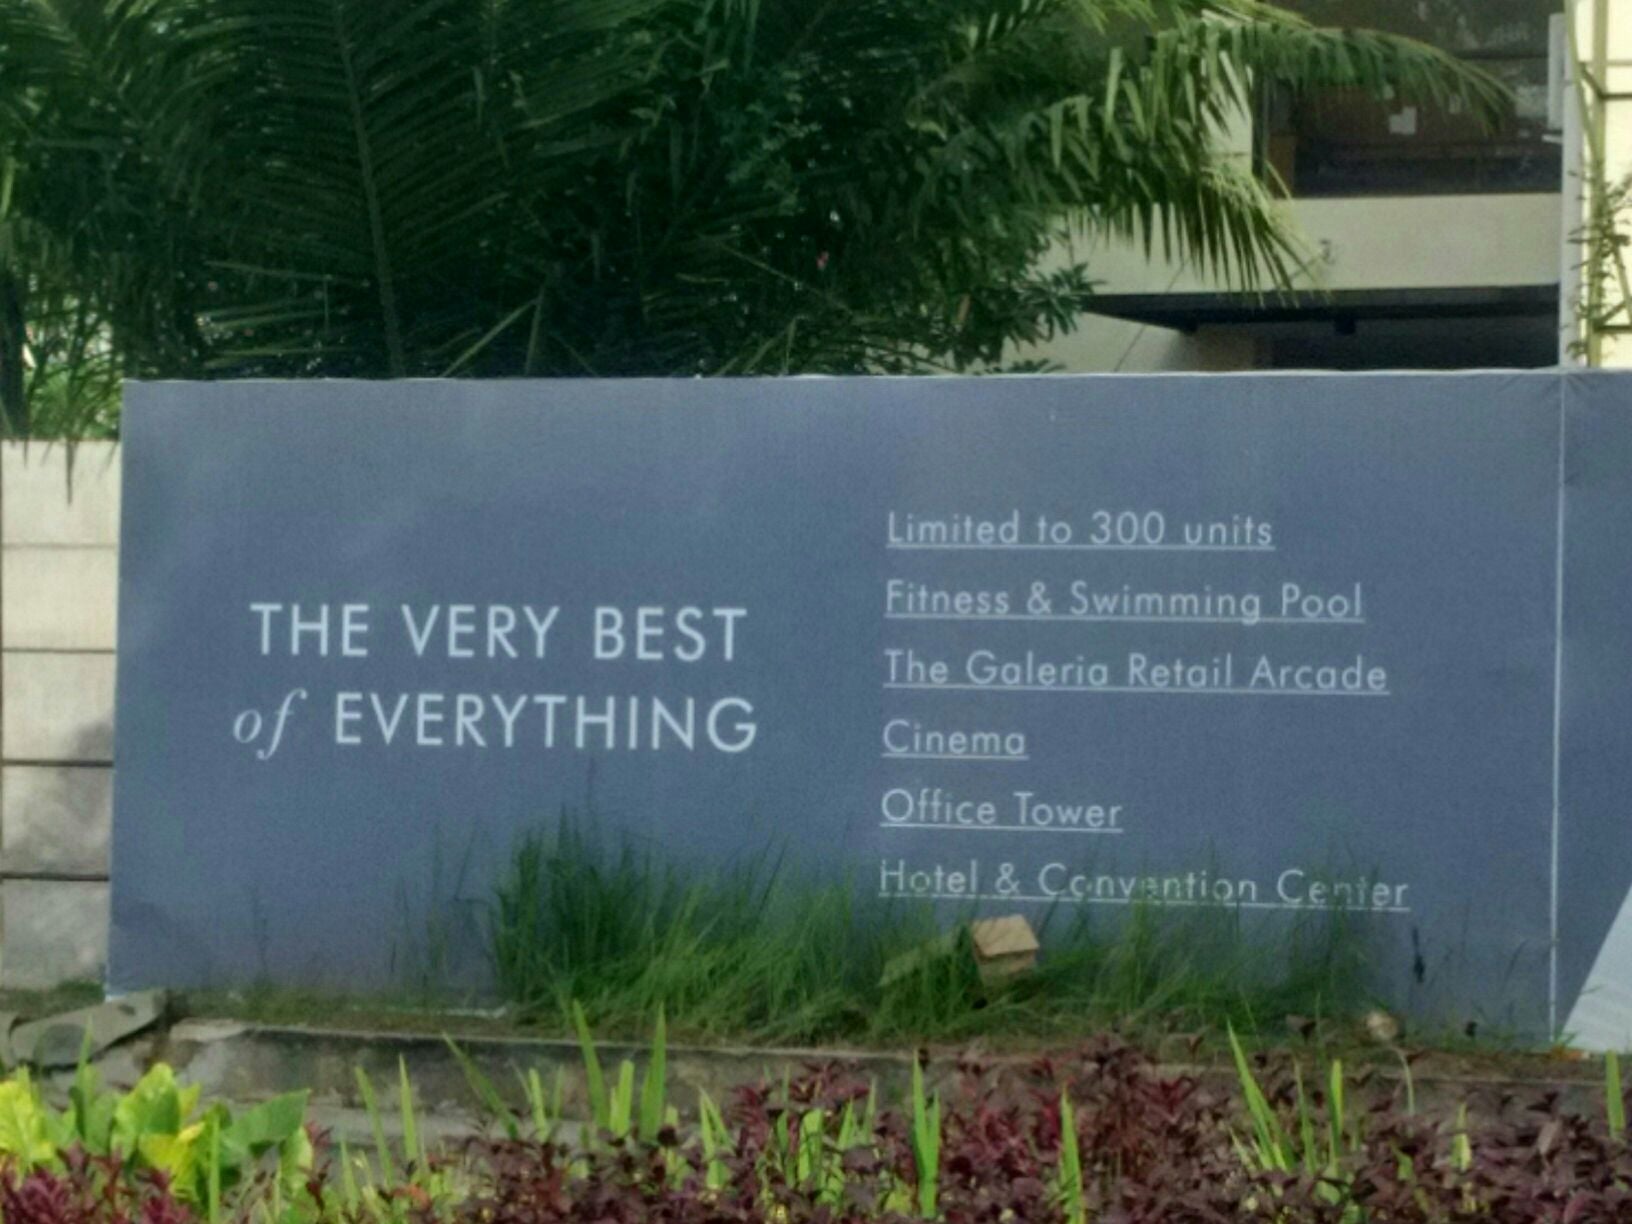 THE VERY BEST
of EVERYTHING
Limited to 300 units
Fitness & Swimming Pool
The Galeria Retail Arcade
Cinema
Office Tower
Hotel & Convention Center